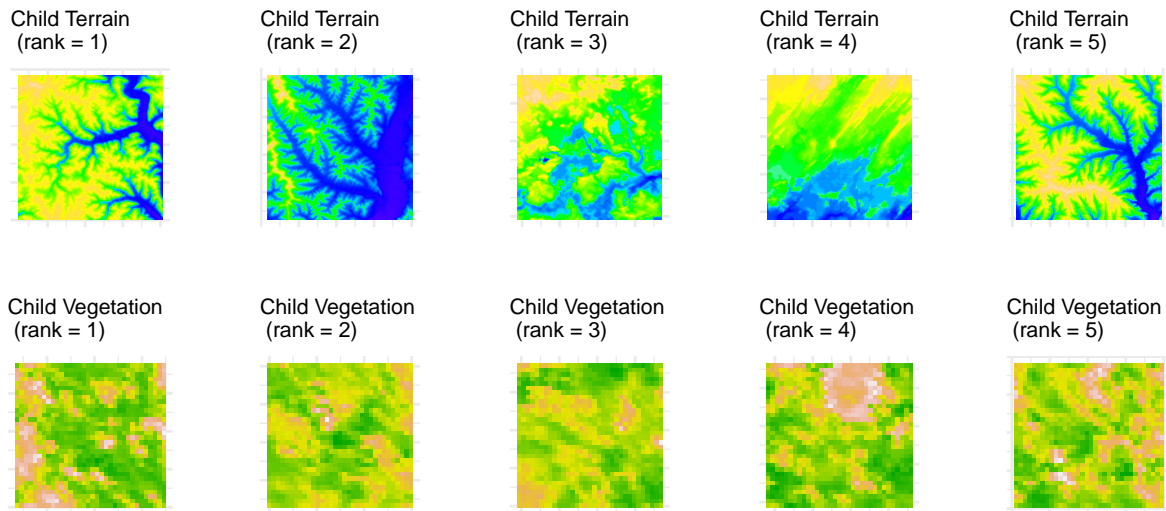 Child Terrain
(rank = 1)
Child Terrain
(rank = 2)
Child Terrain
(rank = 3)
Child Terrain
(rank = 4)
Child Terrain
(rank = 5)
Child Vegetation
(rank = 1)
Child Vegetation
(rank = 2)
Child Vegetation
(rank = 3)
Child Vegetation
(rank = 4)
Child Vegetation
(rank = 5)